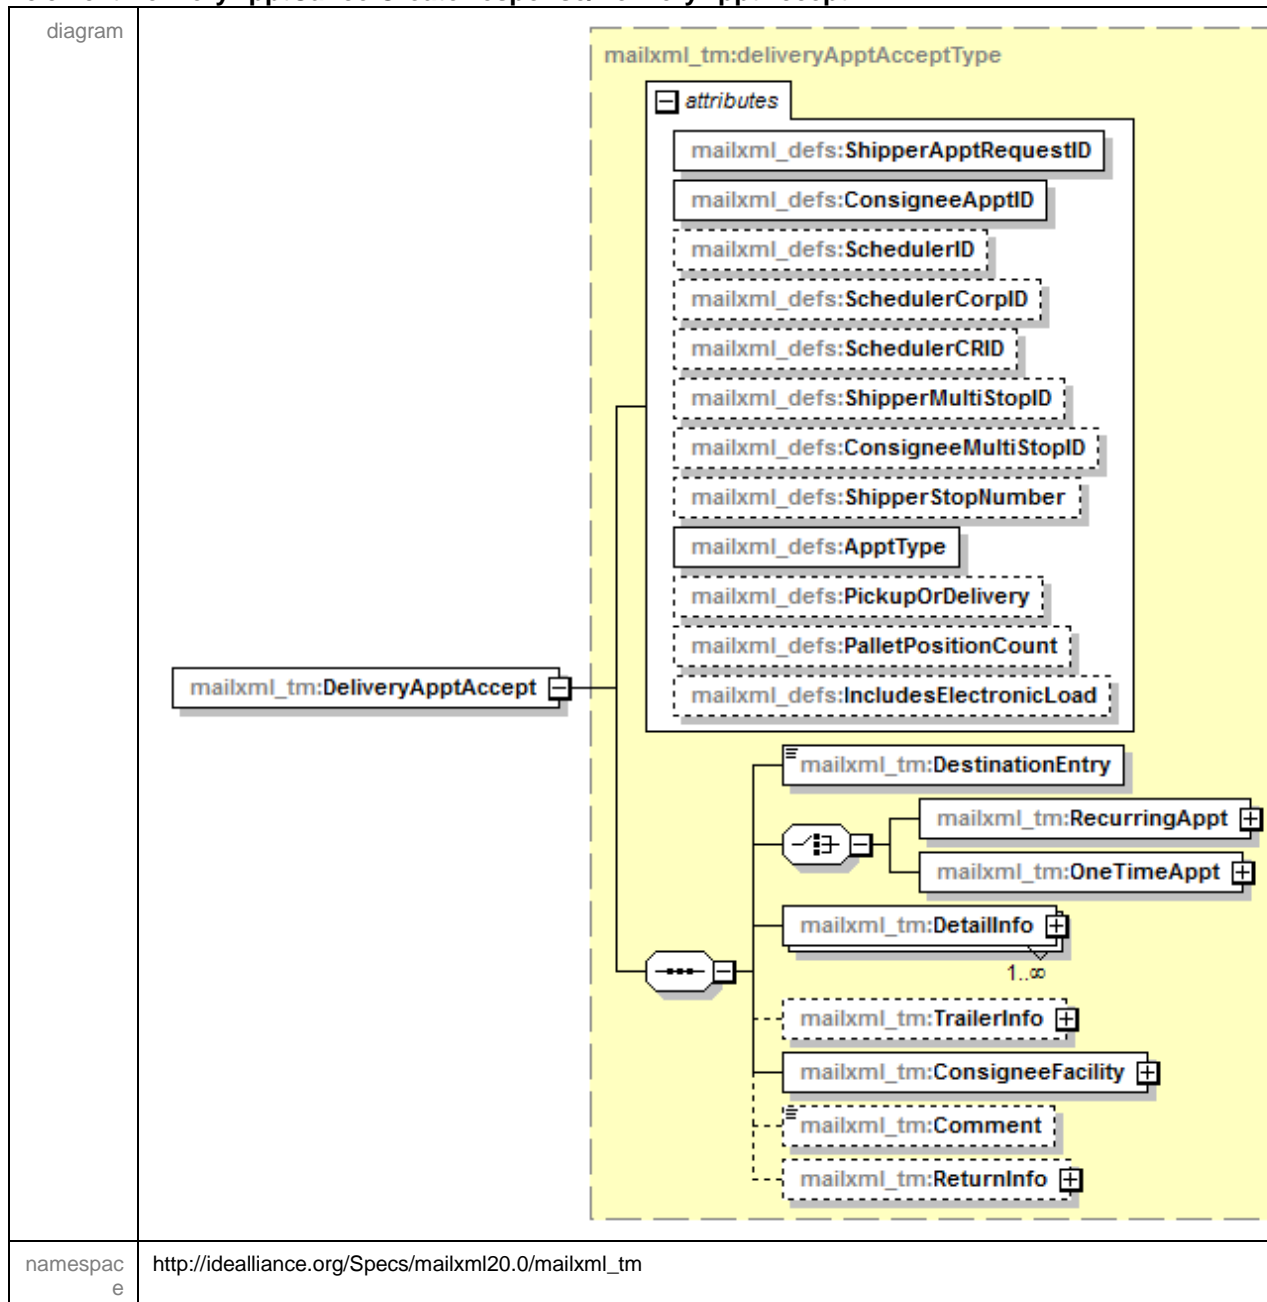 diagram
mailxml_tm:deliveryApptAcceptType
attributes
mailxml_defs:ShipperApptRequestID
mailxml_defs:ConsigneeApptID
mailxml_defs:SchedulerID
mailxml_defs:SchedulerCorpID
mailxml_defs:SchedulerCRID
mailxml_defs:ShipperMultiStopID
mailxml_defs:ConsigneeMultiStopID
mailxml_defs:ShipperStopNumber
mailxml_defs:ApptType
mailxml_defs:PickupOrDelivery
mailxml_defs:PalletPositionCount
mailxml_defs:IncludesElectronicLoad
mailxml_tm:DeliveryApptAccept
mailxml_tm:DestinationEntry
mailxml_tm:RecurringAppt
mailxml_tm:OneTimeAppt
mailxml_tm:DetailInfo
1..∞
mailxml_tm:TrailerInfo
mailxml_tm:ConsigneeFacility
mailxml_tm:Comment
mailxml_tm:ReturnInfo
namespac
e
http://idealliance.org/Specs/mailxml20.0/mailxml_tm